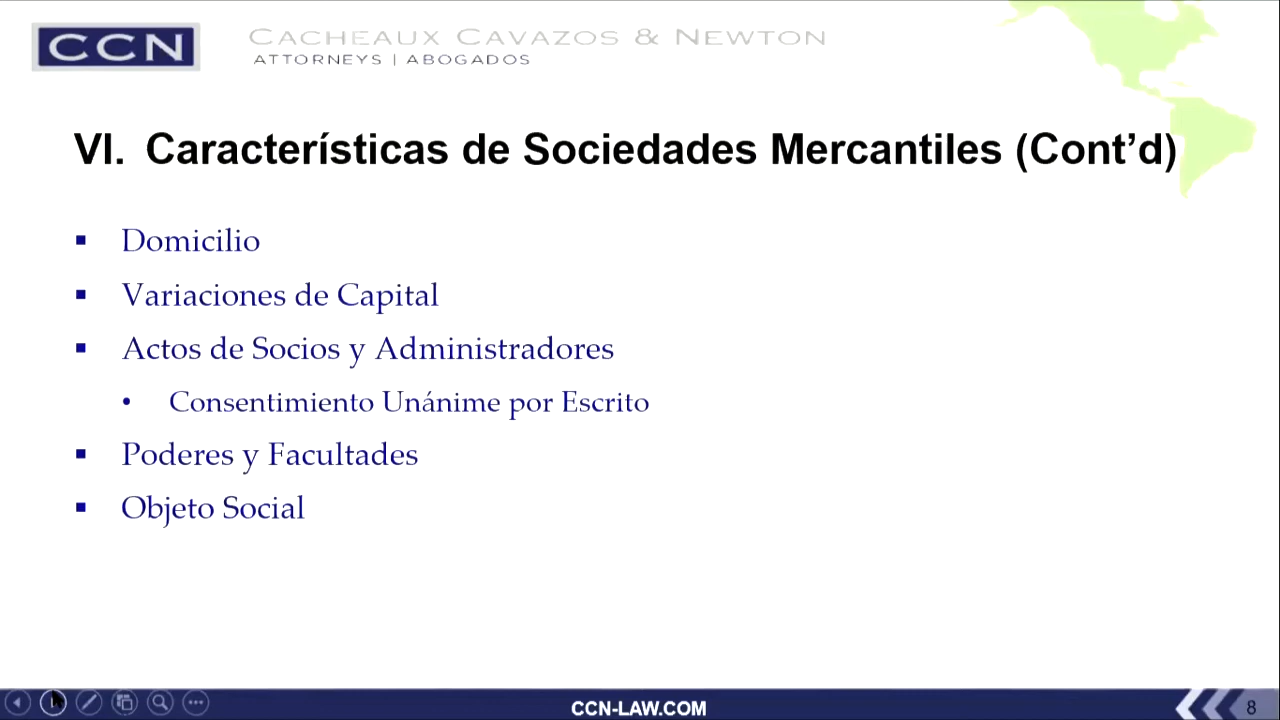 CCN
CACHEAUX CAVAZOS & NEWTON
ATTORNEYS | ABOGADOS
VI. Características de Sociedades Mercantiles (Cont’d)
▪ Domicilio
▪ Variaciones de Capital
▪ Actos de Socios y Administradores
• Consentimiento Unánime por Escrito
▪ Poderes y Facultades
▪ Objeto Social
CCN-LAW.COM
8